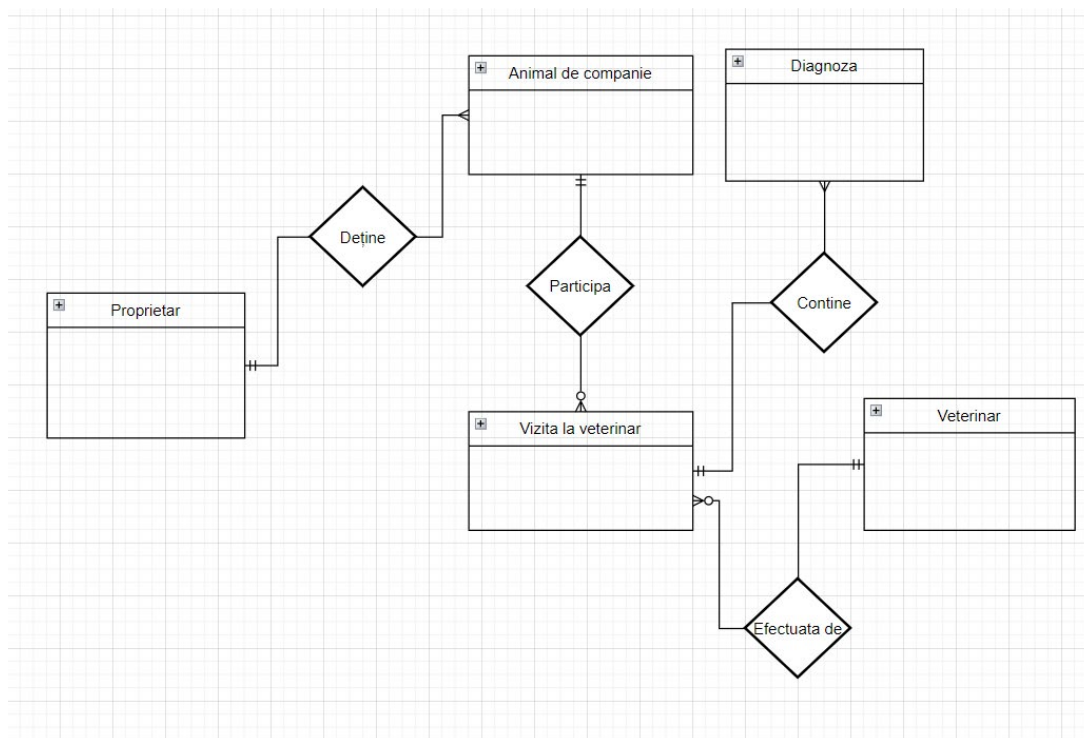 Animal de companie
Diagnoza
Deține
Participa
Contine
Proprietar
Vizita la veterinar
Veterinar
Efectuata de